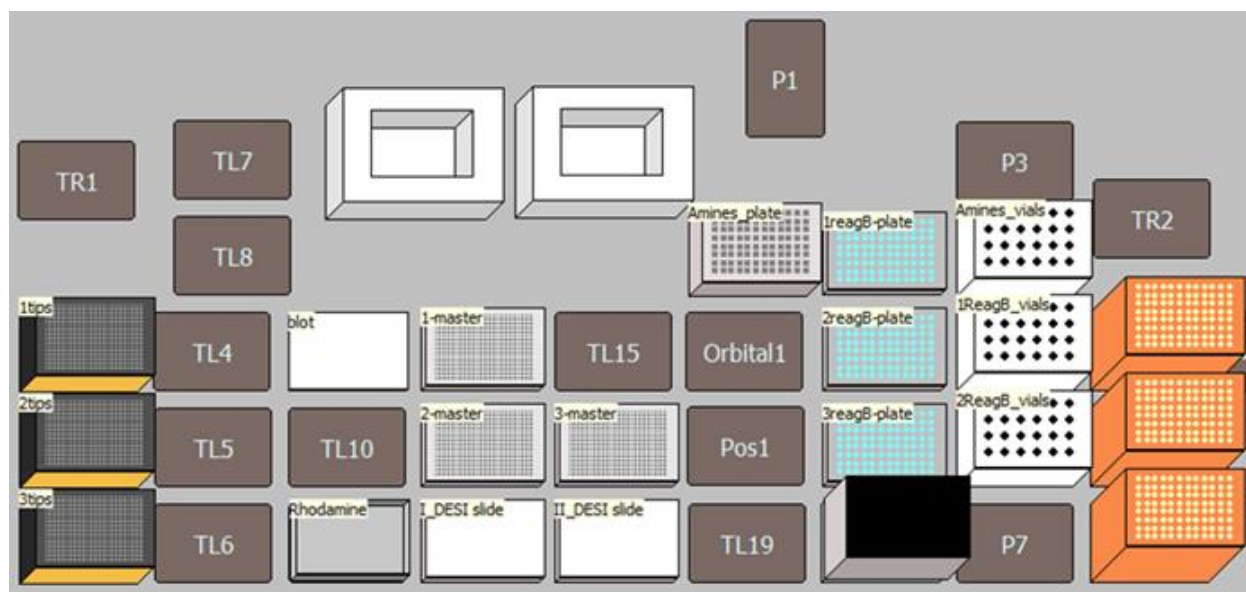 P1
TR1
TL7
P3
TR2
TL8
Amines_plate
1reagB-plate
Amines_vials
1tips
TL4
blot
1-master
TL15
Orbital1
2reagB-plate
1ReagB_vials
2tips
TL5
TL10
2-master
3-master
Pos1
3reagB-plate
2ReagB_vials
3tips
TL6
Rhodamine
I_DESI slide
II_DESI slide
TL19
P7